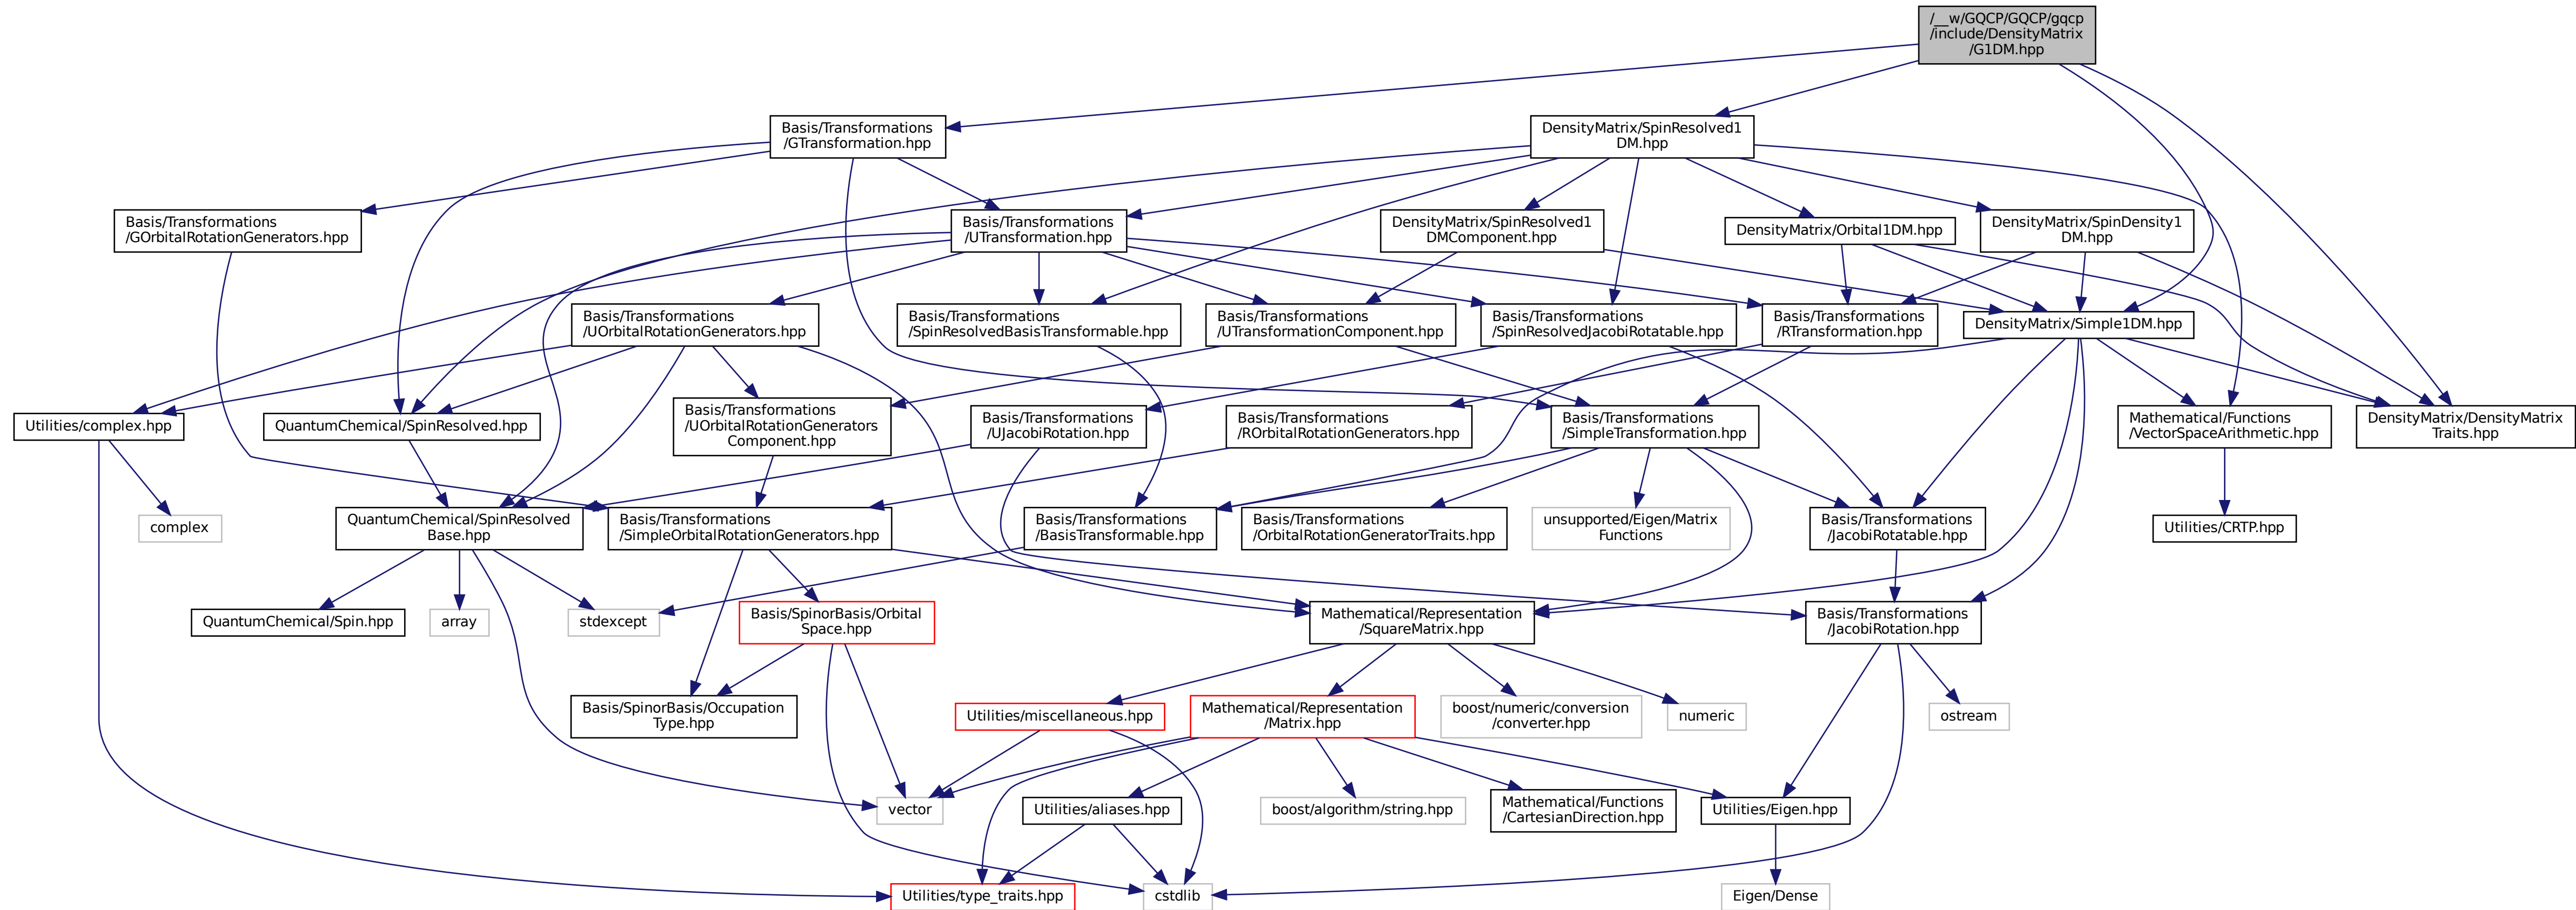 /__w/GQCP/GQCP/gqcp
/include/DensityMatrix
/G1DM.hpp
Basis/Transformations
/GTransformation.hpp
DensityMatrix/SpinResolved1
DM.hpp
Basis/Transformations
/GOrbitalRotationGenerators.hpp
Basis/Transformations
/UTransformation.hpp
DensityMatrix/SpinResolved1
DMComponent.hpp
DensityMatrix/Orbital1DM.hpp
DensityMatrix/SpinDensity1
DM.hpp
Basis/Transformations
/UOrbitalRotationGenerators.hpp
Basis/Transformations
/SpinResolvedBasisTransformable.hpp
Basis/Transformations
/UTransformationComponent.hpp
Basis/Transformations
/SpinResolvedJacobiRotatable.hpp
Basis/Transformations
/RTransformation.hpp
DensityMatrix/Simple1DM.hpp
Utilities/complex.hpp
QuantumChemical/SpinResolved.hpp
Basis/Transformations
/UOrbitalRotationGenerators
Component.hpp
Basis/Transformations
/UJacobiRotation.hpp
Basis/Transformations
/ROrbitalRotationGenerators.hpp
Basis/Transformations
/SimpleTransformation.hpp
Mathematical/Functions
/VectorSpaceArithmetic.hpp
DensityMatrix/DensityMatrix
Traits.hpp
complex
QuantumChemical/SpinResolved
Base.hpp
Basis/Transformations
/SimpleOrbitalRotationGenerators.hpp
Basis/Transformations
/BasisTransformable.hpp
Basis/Transformations
/OrbitalRotationGeneratorTraits.hpp
unsupported/Eigen/Matrix
Functions
Basis/Transformations
/JacobiRotatable.hpp
Utilities/CRTP.hpp
QuantumChemical/Spin.hpp
array
stdexcept
Basis/SpinorBasis/Orbital
Space.hpp
Mathematical/Representation
/SquareMatrix.hpp
Basis/Transformations
/JacobiRotation.hpp
Basis/SpinorBasis/Occupation
Type.hpp
Utilities/miscellaneous.hpp
Mathematical/Representation
/Matrix.hpp
boost/numeric/conversion
/converter.hpp
numeric
ostream
vector
Utilities/aliases.hpp
boost/algorithm/string.hpp
Mathematical/Functions
/CartesianDirection.hpp
Utilities/Eigen.hpp
Utilities/type_traits.hpp
cstdlib
Eigen/Dense